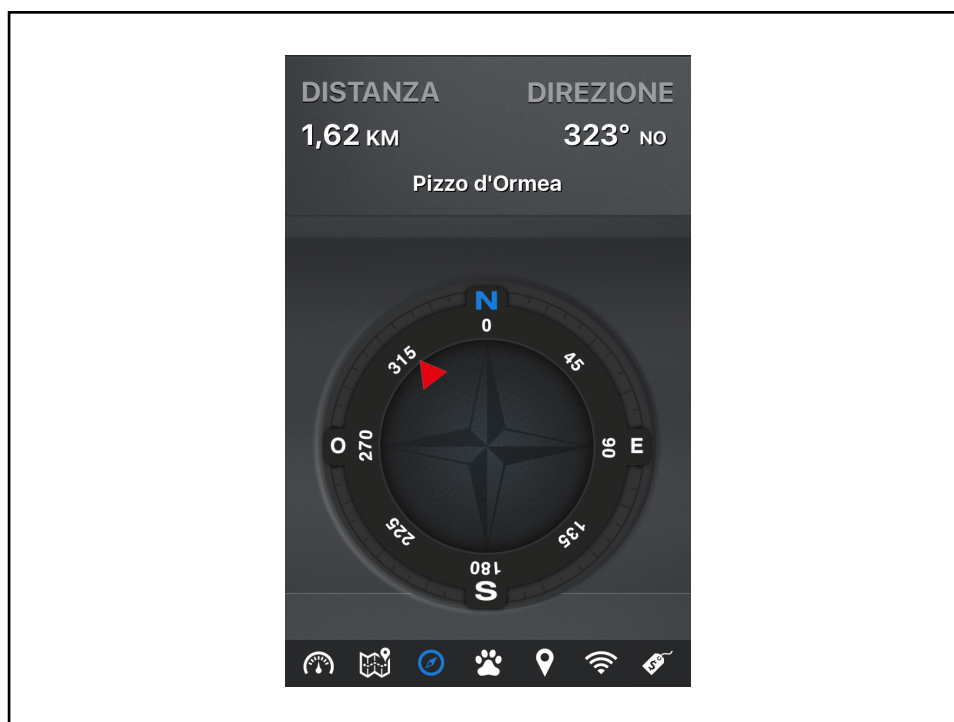 DISTANZA DIREZIONE
1,62 KM 323° NO
Pizzo d'Ormea
N
0
315 45
O 270 90 E
225 135
180
S